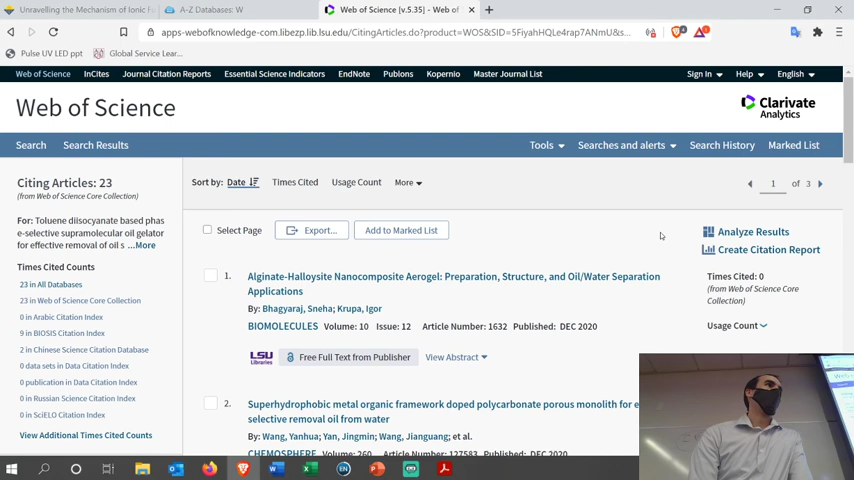 Unravelling the Mechanism of Ionic F
A-Z Databases: W
Web of Science [v.5.35] - Web of
apps-webofknowledge-com.libezp.lib.lsu.edu/CitingArticles.do?product=WOS&SID=5FiyahHQLe4rap7ANmU&s...
Pulse UV LED ppt
Global Service Lear...
Web of Science InCites Journal Citation Reports Essential Science Indicators EndNote Publons Kopernio Master Journal List Sign In Help English
Web of Science
Clarivate
Analytics
Search Search Results Tools Searches and alerts Search History Marked List
Citing Articles: 23
(from Web of Science Core Collection)
For: Toluene diisocyanate based phas
e-selective supramolecular oil gelator
for effective removal of oil s ...More
Times Cited Counts
23 in All Databases
23 in Web of Science Core Collection
0 in Arabic Citation Index
9 in BIOSIS Citation Index
2 in Chinese Science Citation Database
0 data sets in Data Citation Index
0 publication in Data Citation Index
0 in Russian Science Citation Index
0 in SciELO Citation Index
View Additional Times Cited Counts
Sort by: Date Times Cited Usage Count More
1 of 3
Select Page Export... Add to Marked List
1. Alginate-Halloysite Nanocomposite Aerogel: Preparation, Structure, and Oil/Water Separation
Applications
By: Bhagyaraj, Sneha; Krupa, Igor
BIOMOLECULES Volume: 10 Issue: 12 Article Number: 1632 Published: DEC 2020
LSU Libraries Free Full Text from Publisher View Abstract
2. Superhydrophobic metal organic framework doped polycarbonate porous monolith for e
selective removal oil from water
By: Wang, Yanhua; Yan, Jingmin; Wang, Jianguang; et al.
CHEMOSPHERE Volume: 260 Article Number: 127583 Published: DEC 2020
Analyze Results
Create Citation Report
Times Cited: 0
(from Web of Science Core
Collection)
Usage Count